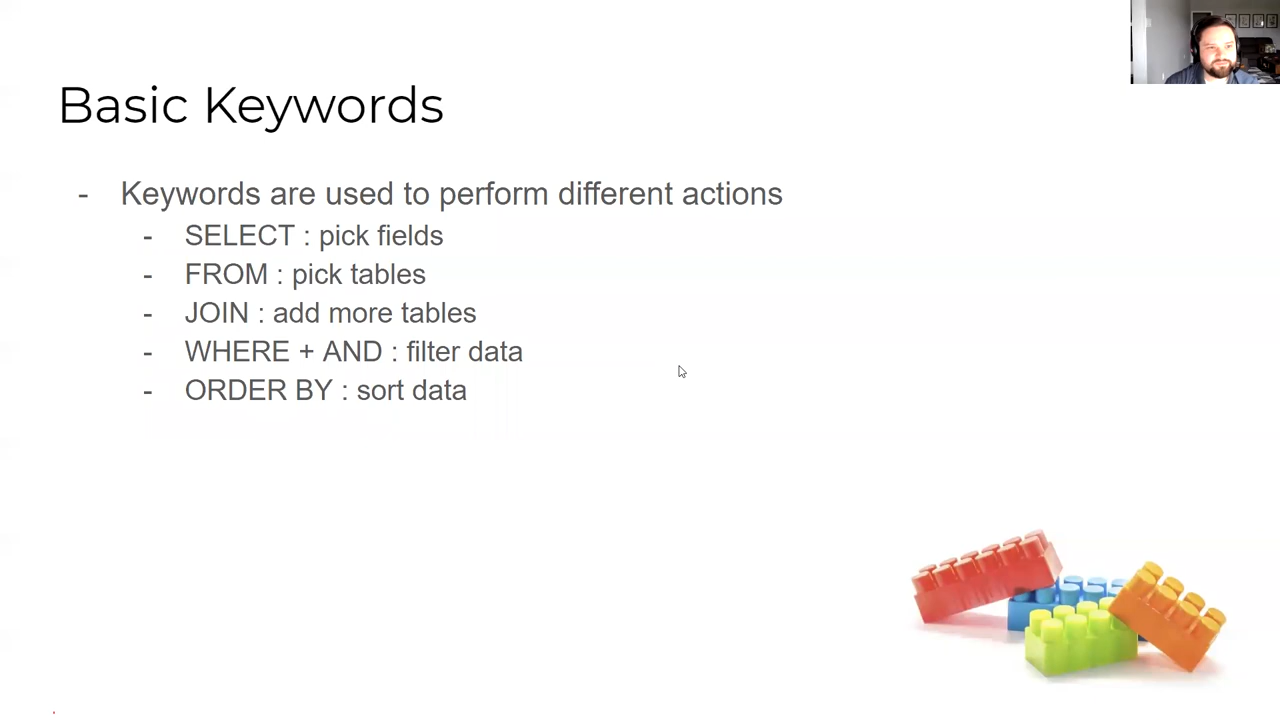 Basic Keywords
- Keywords are used to perform different actions
- SELECT : pick fields
- FROM : pick tables
- JOIN : add more tables
- WHERE + AND : filter data
- ORDER BY : sort data